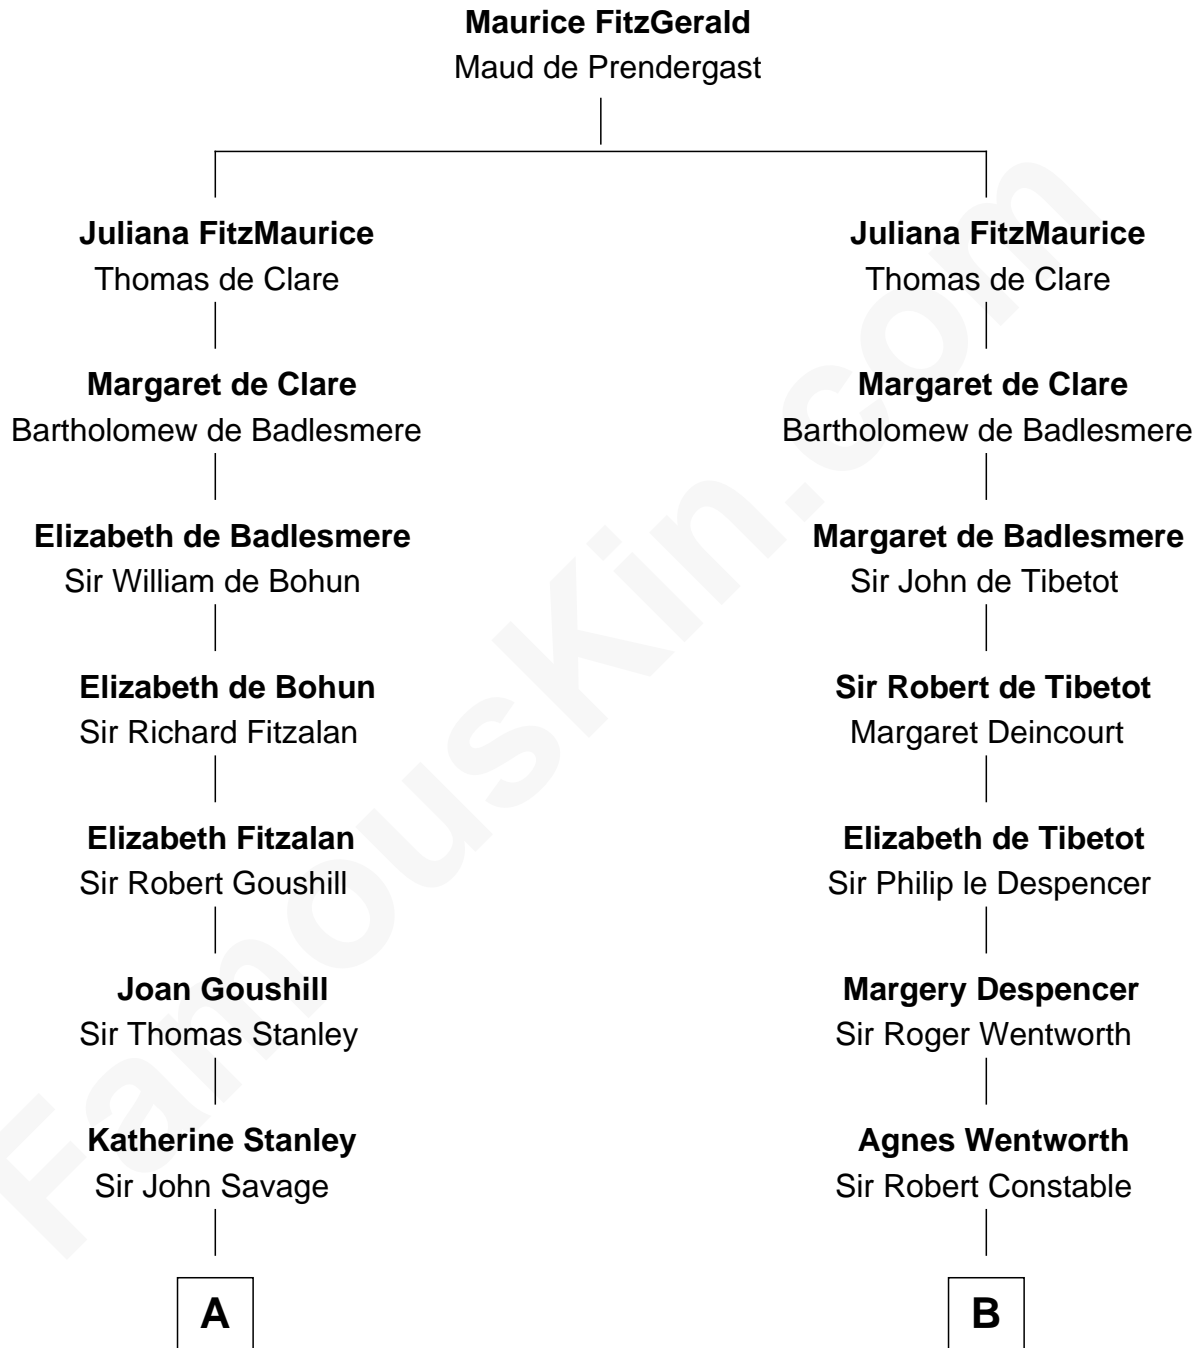 Maurice FitzGerald
Maud de Prendergast
Juliana FitzMaurice
Thomas de Clare
Margaret de Clare
Bartholomew de Badlesmere
Elizabeth de Badlesmere
Sir William de Bohun
Elizabeth de Bohun
Sir Richard Fitzalan
Elizabeth Fitzalan
Sir Robert Goushill
Joan Goushill
Sir Thomas Stanley
Katherine Stanley
Sir John Savage
A
Juliana FitzMaurice
Thomas de Clare
Margaret de Clare
Bartholomew de Badlesmere
Margaret de Badlesmere
Sir John de Tibetot
Sir Robert de Tibetot
Margaret Deincourt
Elizabeth de Tibetot
Sir Philip le Despencer
Margery Despencer
Sir Roger Wentworth
Agnes Wentworth
Sir Robert Constable
B
FamousKin.com